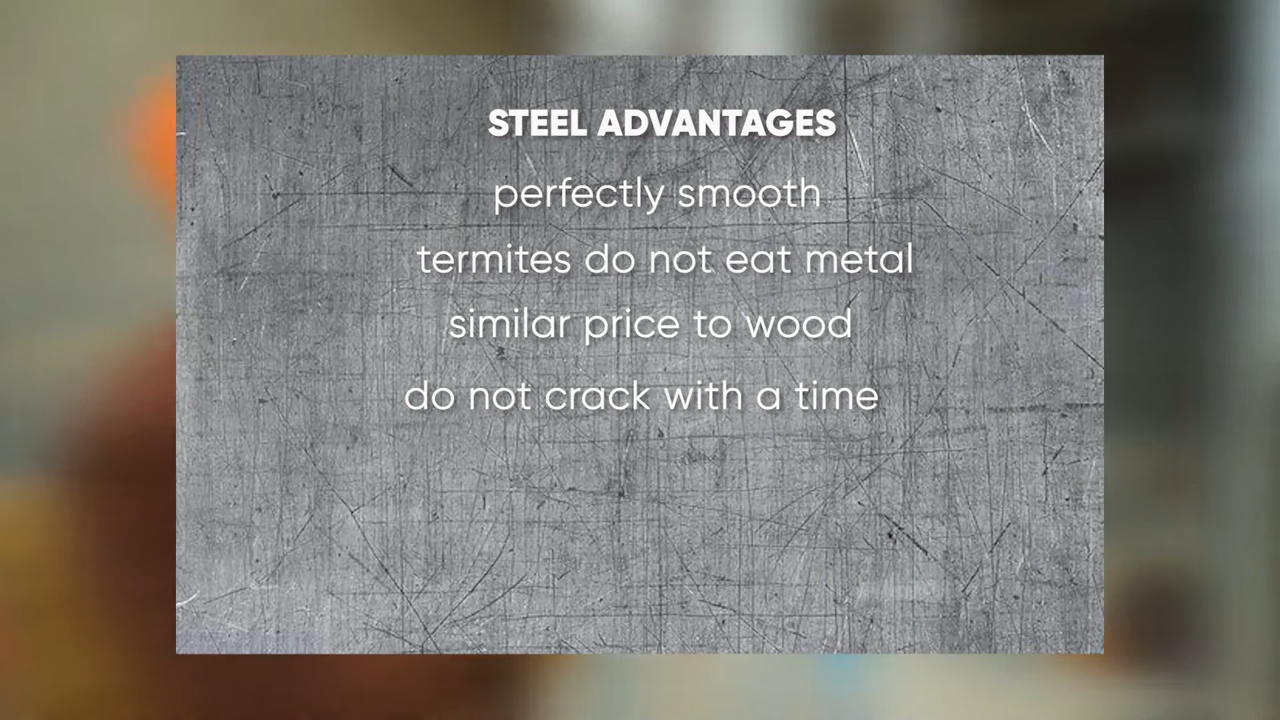 STEEL ADVANTAGES
perfectly smooth
termites do not eat metal
similar price to wood
do not crack with a time